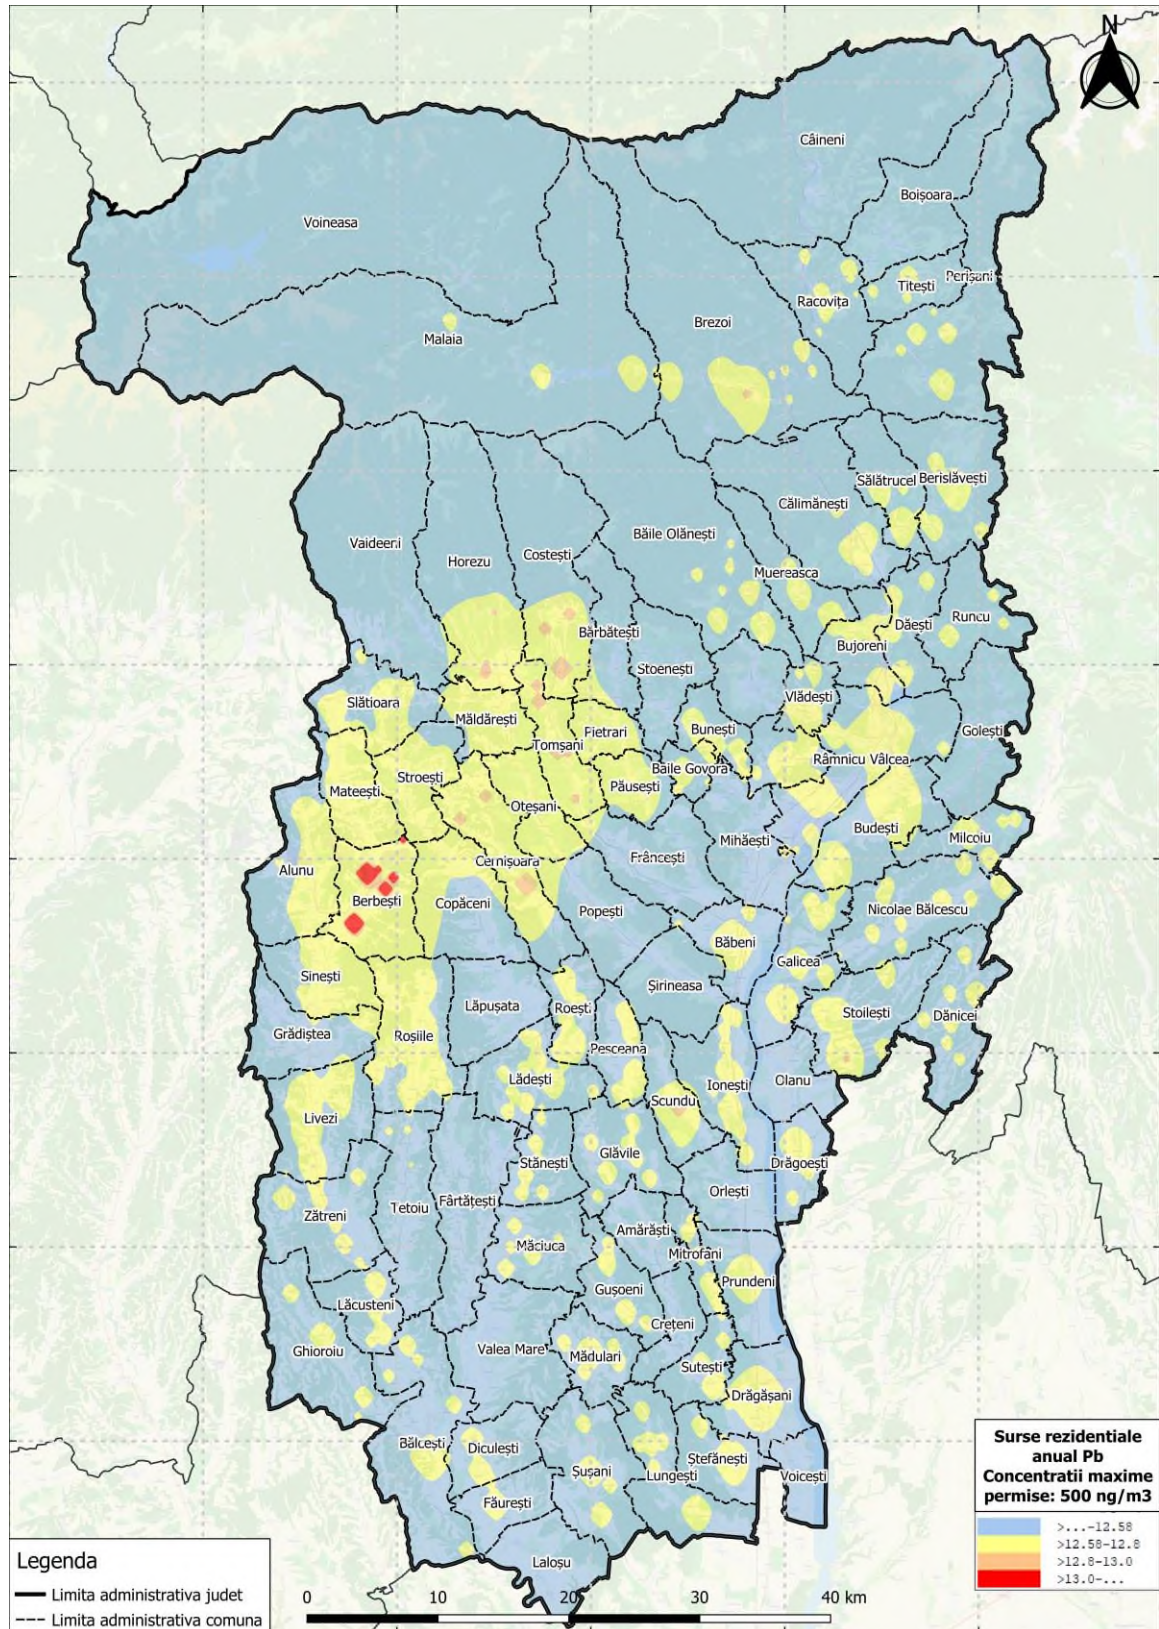 N
Câineni
Boișoara
Voineasa
Perișani
Titești
Racovița
Brezoi
Malaia
Sălătrucel
Berislăvești
Călimănești
Băile Olănești
Vaideeni
Costești
Horezu
Muereasca
Runcu
Dăești
Bărbătești
Bujoreni
Stoenești
Vlădești
Slătioara
Măldărești
Bunești
Golești
Fietrari
Tomșani
Râmnicu Vâlcea
Baile Govora
Stroești
Păusești
Mateești
Oteșani
Budești
Mihăești
Milcoiu
Frâncești
Cernișoara
Alunu
Berbești
Copăceni
Popești
Nicolae Bălcescu
Băbeni
Galicea
Sinești
Șirineasa
Lăpușata
Roești
Stoilești
Dănicei
Grădiștea
Roșiile
Pesceana
Lădești
Olanu
Ionești
Scundu
Livezi
Glăvile
Stănești
Drăgoești
Orlești
Fârtățești
Tetoiu
Zătreni
Amărăști
Măciuca
Mitrofani
Prundeni
Gușoeni
Lăcusteni
Crețeni
Valea Mare
Ghioroiu
Mădulari
Sutești
Drăgășani
Bălcești
Diculești
Ștefănești
Șușani
Lungești
Voicești
Făurești
Laloșu
Surse rezidentiale
anual Pb
Concentratii maxime
permise: 500 ng/m3
>...-12.58
>12.58-12.8
>12.8-13.0
>13.0-...
Legenda
Limita administrativa judet
Limita administrativa comuna
0 10 20 30 40 km